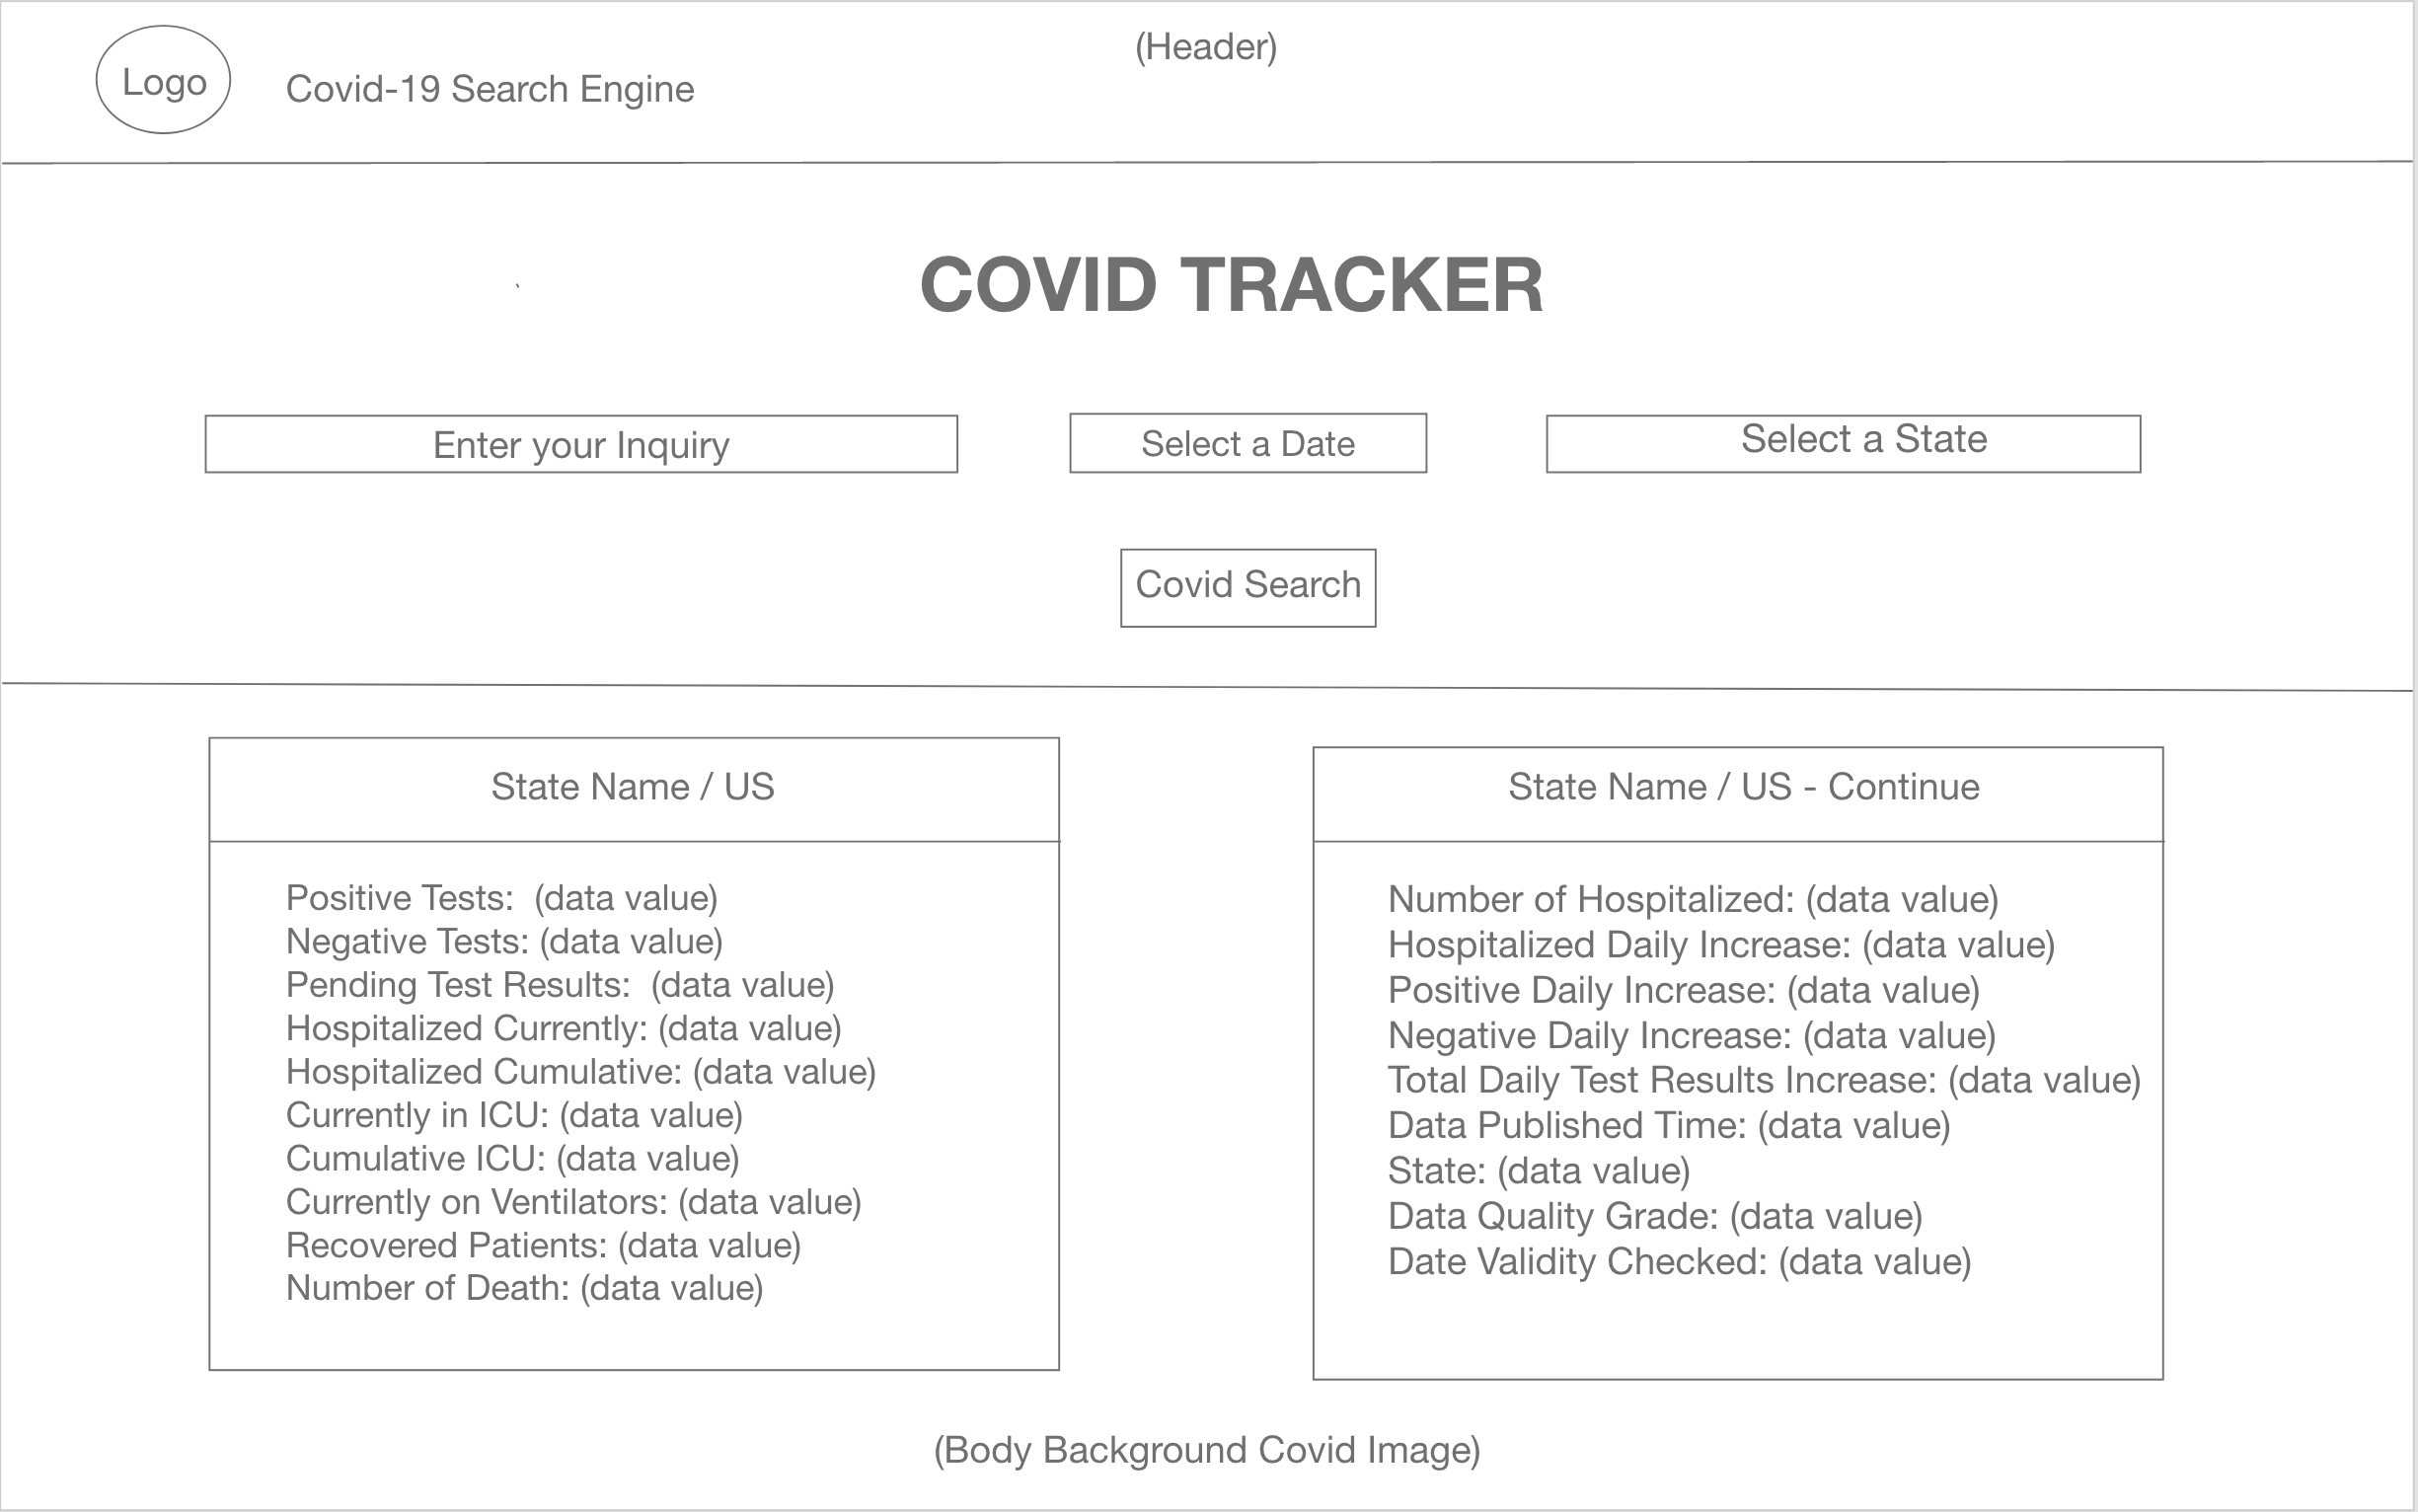 (Header)
Logo
Covid-19 Search Engine
COVID TRACKER
Enter your Inquiry
Select a Date
Select a State
Covid Search
State Name / US
Positive Tests:  (data value)
Negative Tests: (data value)
Pending Test Results:  (data value)
Hospitalized Currently: (data value)
Hospitalized Cumulative: (data value)
Currently in ICU: (data value)
Cumulative ICU: (data value)
Currently on Ventilators: (data value)
Recovered Patients: (data value)
Number of Death: (data value)
State Name / US - Continue
Number of Hospitalized: (data value)
Hospitalized Daily Increase: (data value)
Positive Daily Increase: (data value)
Negative Daily Increase: (data value)
Total Daily Test Results Increase: (data value)
Data Published Time: (data value)
State: (data value)
Data Quality Grade: (data value)
Date Validity Checked: (data value)
(Body Background Covid Image)